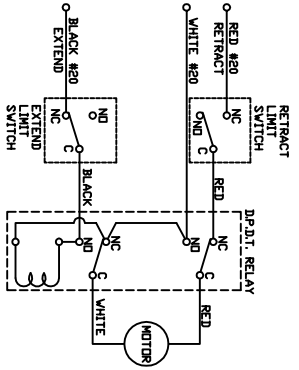 BLACK #20
EXTEND
WHITE #20
RED #20
RETRACT
NC
NO
C
EXTEND
LIMIT
SWITCH
NO
NC
C
RETRACT
LIMIT
SWITCH
BLACK
RED
D.P.D.T. RELAY
NO
NC
NO
NC
C
C
WHITE
RED
MOTOR